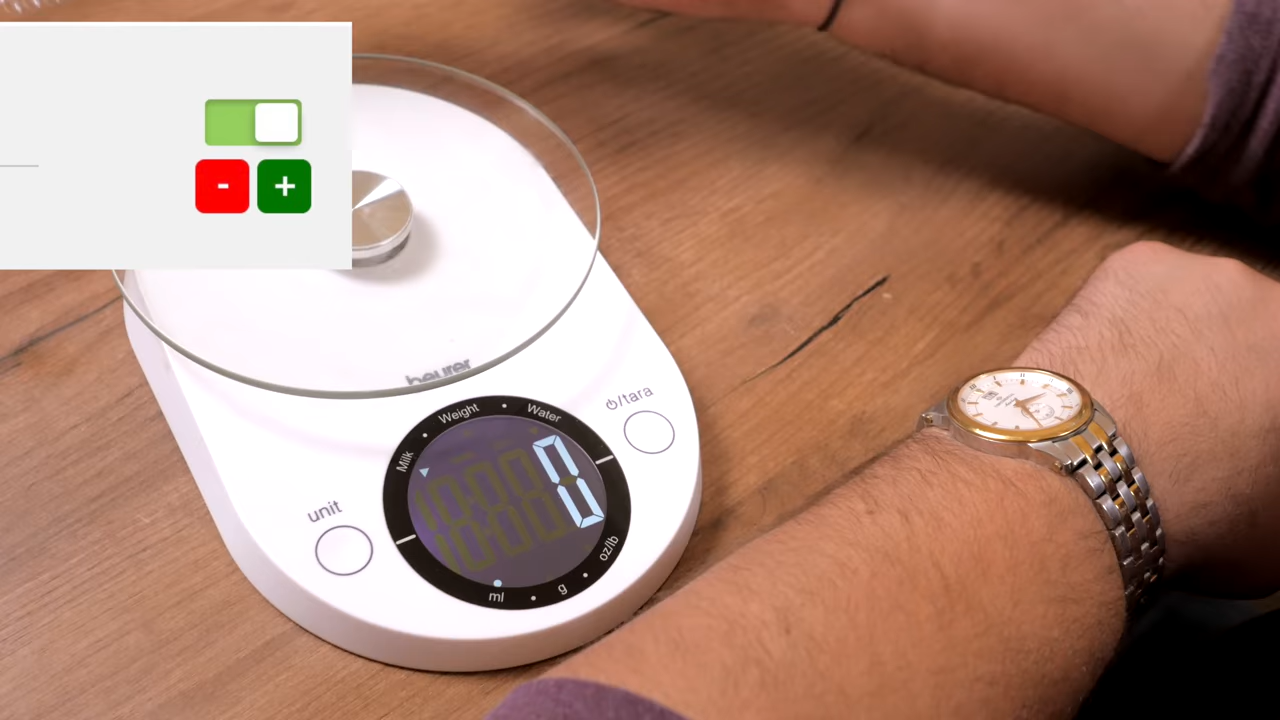 - +
beurer
Weight • Water
Milk
⏻/tara
unit
0
oz/lb
ml • g •